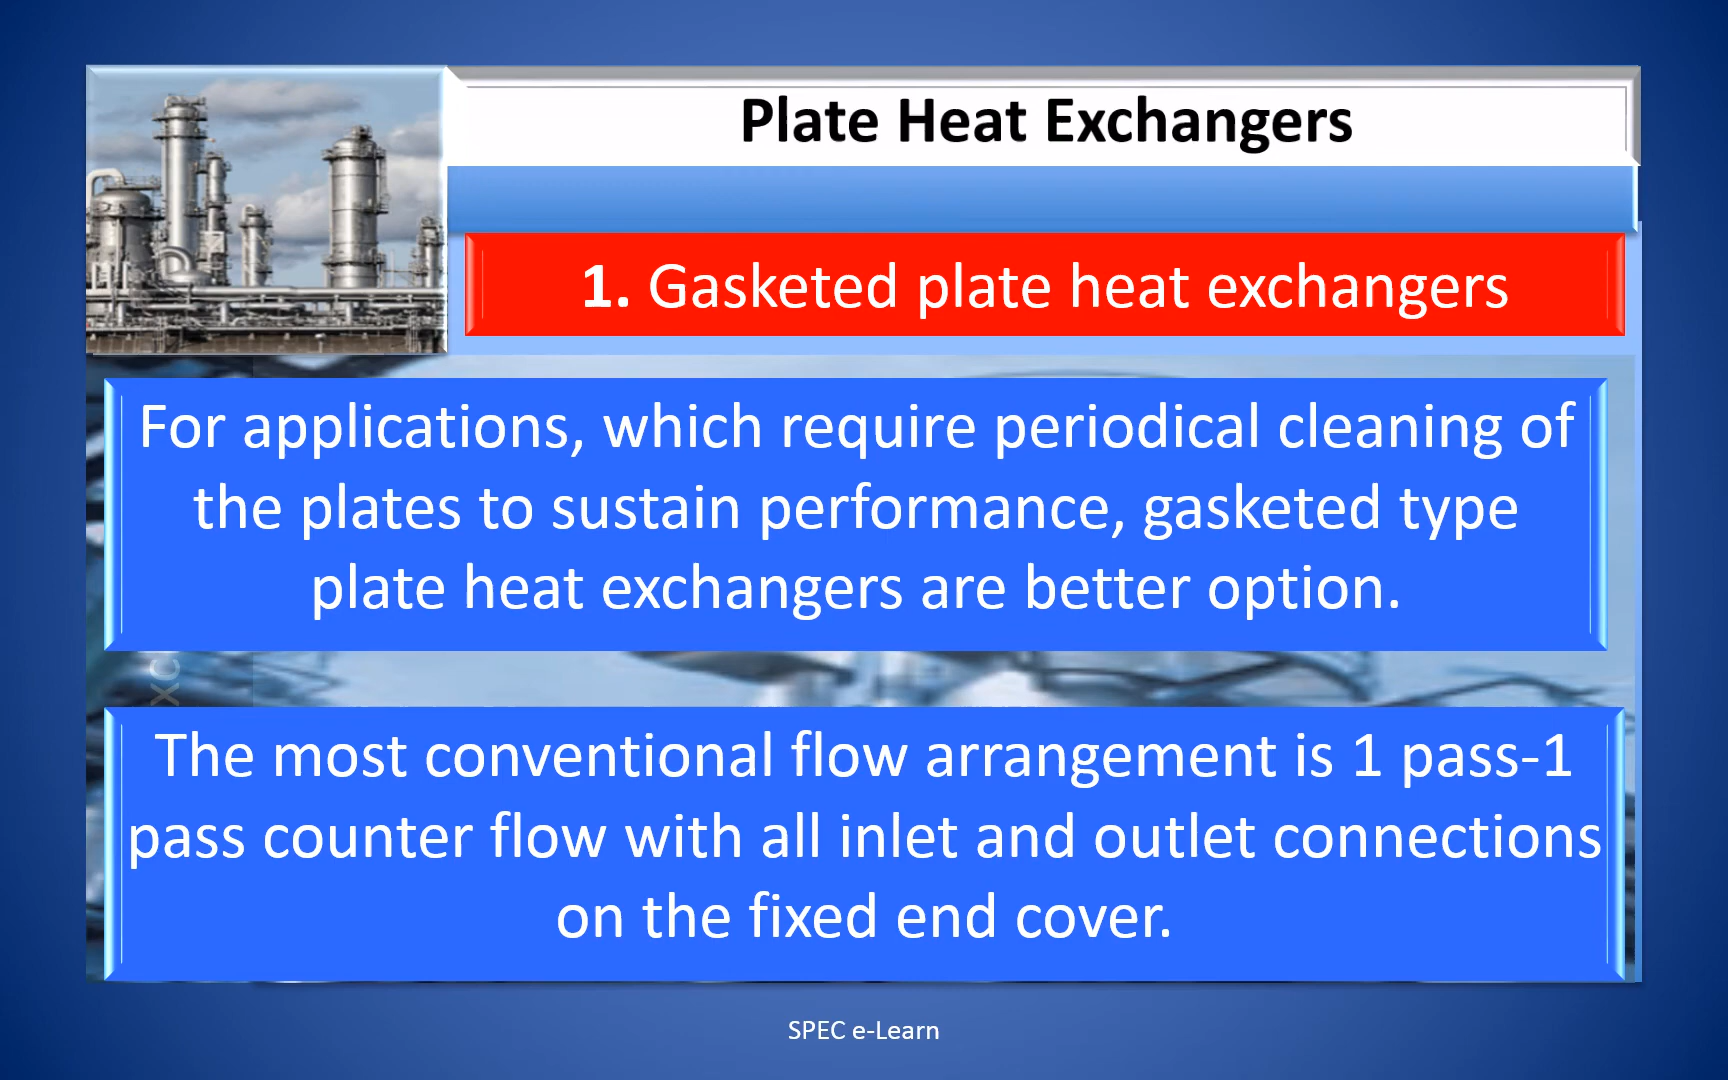 Plate Heat Exchangers
1. Gasketed plate heat exchangers
For applications, which require periodical cleaning of
the plates to sustain performance, gasketed type
plate heat exchangers are better option.
The most conventional flow arrangement is 1 pass-1
pass counter flow with all inlet and outlet connections
on the fixed end cover.
SPEC e-Learn